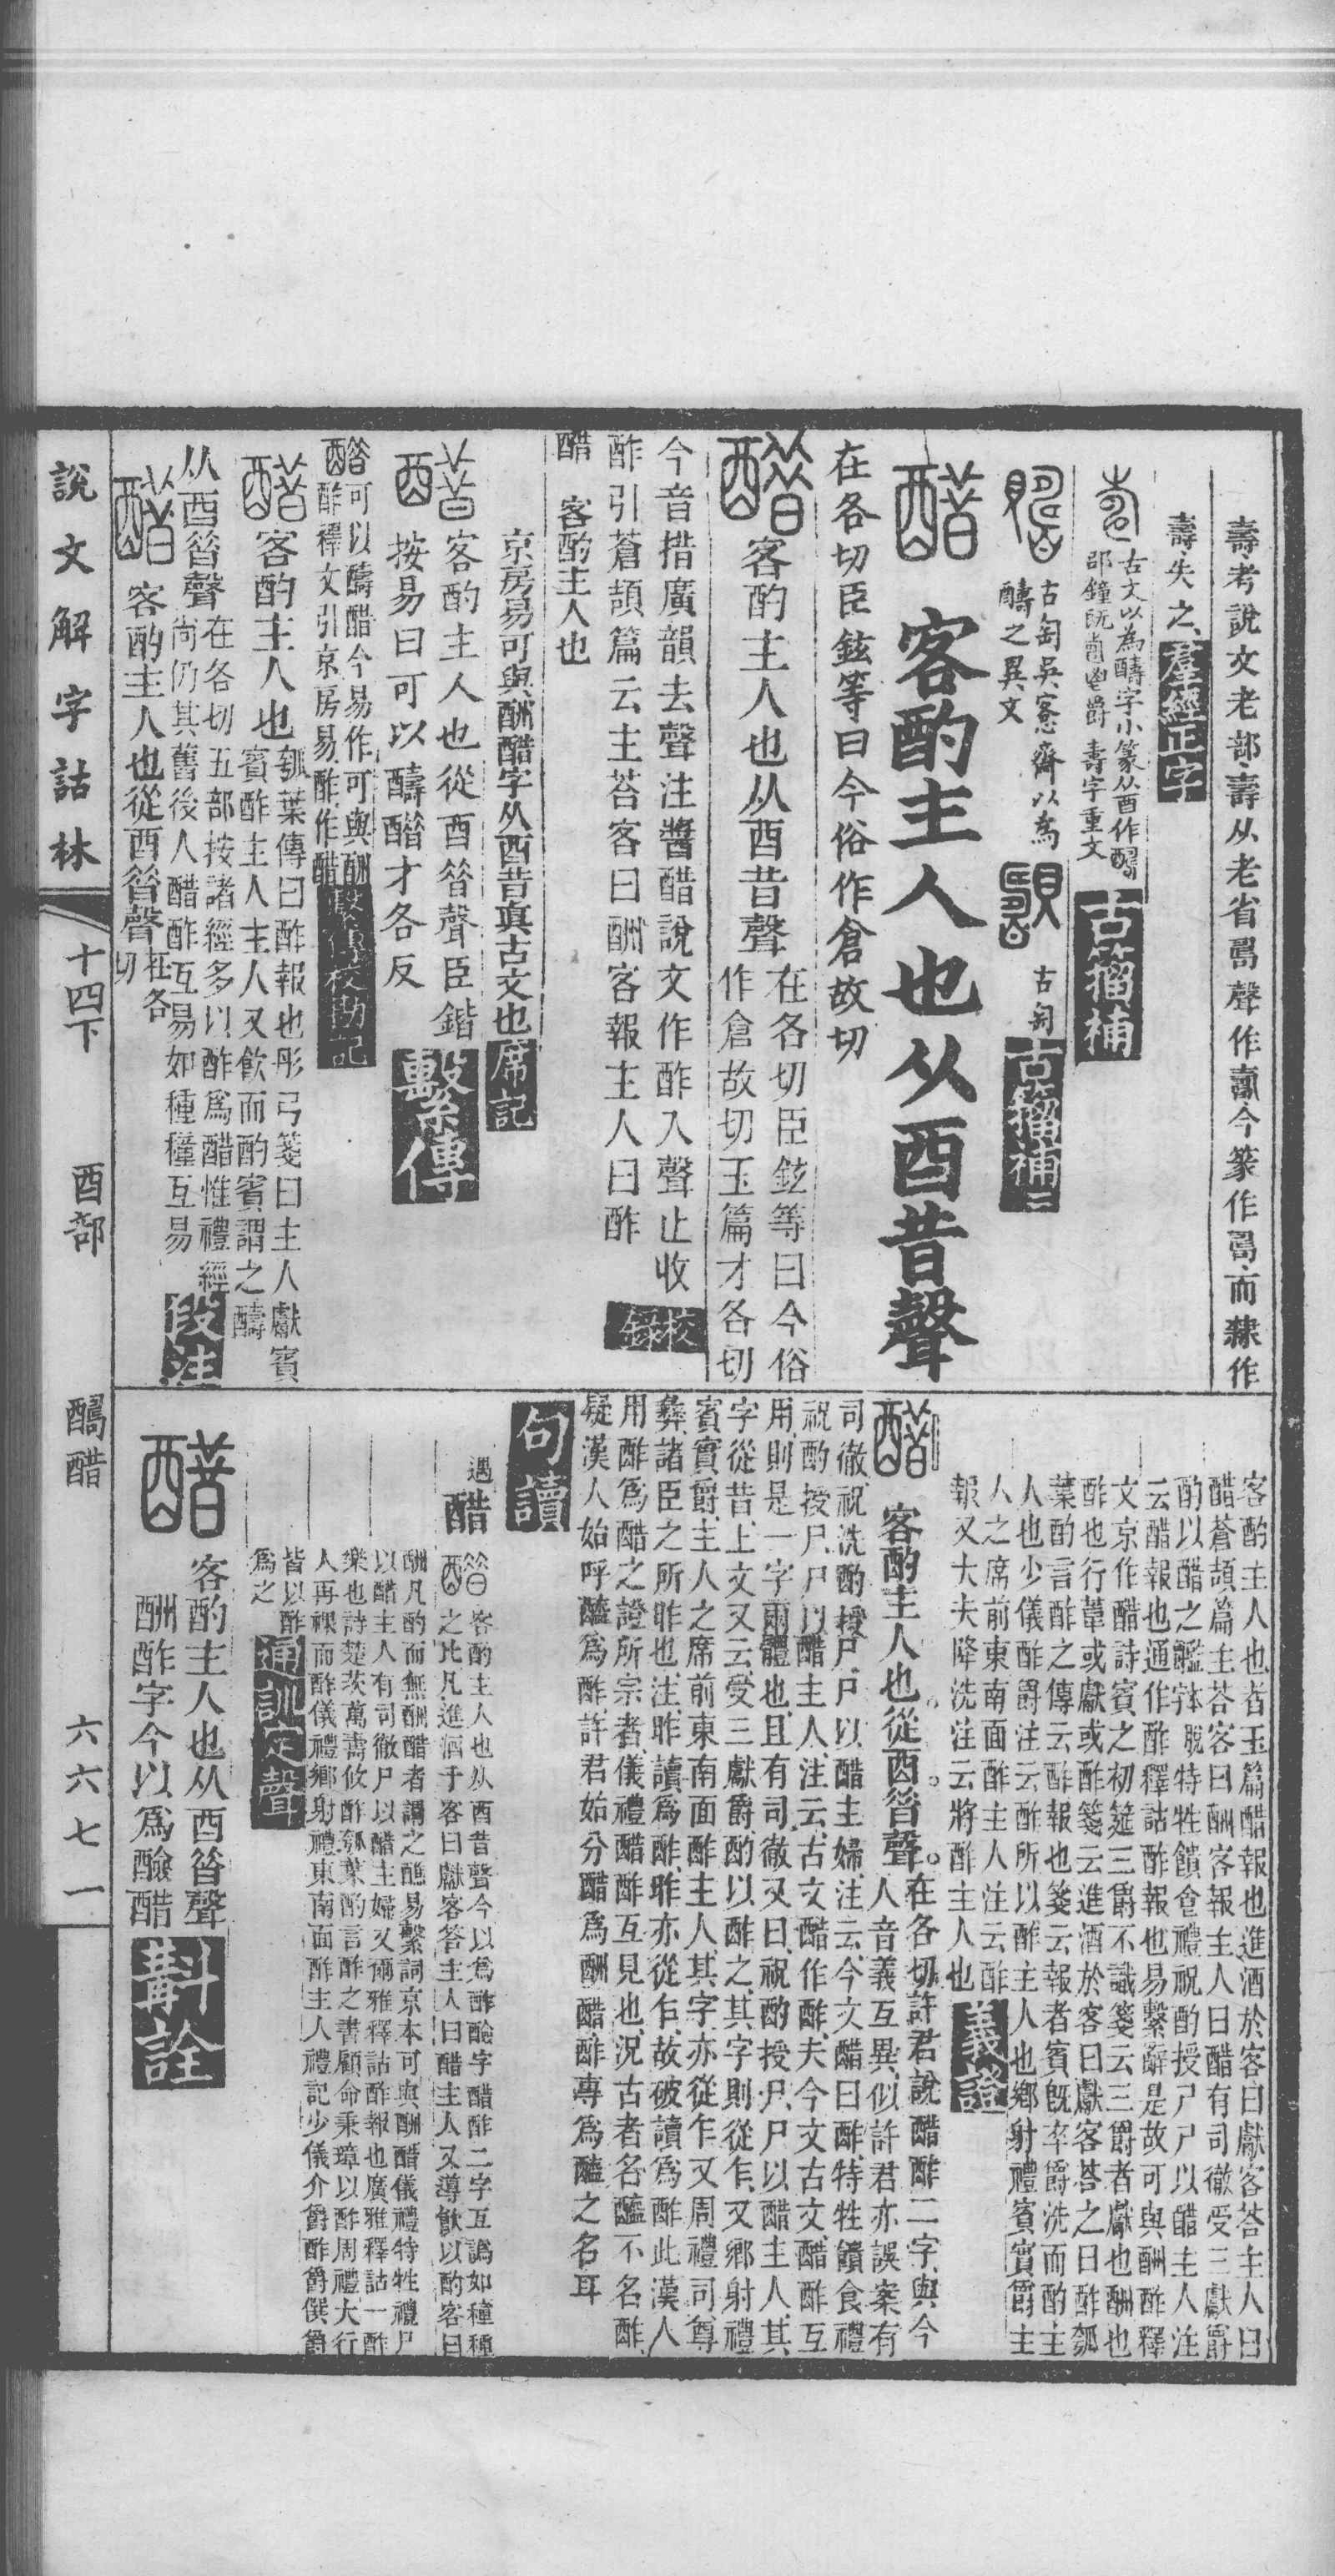 壽考說文老部壽从老省𠷎聲作𦓃今篆作𠷎而隸作
壽失之羣經正字
古文以為醻字小篆从酉作醻
壽字重文
古籀補
古匋吳窓齋以為
醻之異文
古匋
古籀補二
醋 客酌主人也从酉昔聲
在各切臣鉉等曰今俗作倉故切
醋客酌主人也从酉昔聲
在各切臣鉉等曰今俗
作倉故切玉篇才各切
今音措廣韻去聲注醬醋說文作酢入聲止收
酢引蒼頡篇云主荅客曰酬客報主人曰酢
校錄
醋 客酌主人也
京房易可與酬醋字从酉昔真古文也席記
醋客酌主人也從酉㫺聲臣鍇
按易曰可以醻醋才各反
繫傳
醋可以醻醋今易作可與酬
酢釋文引京房易酢作醋繫傳校勘記
醋客酌主人也
瓠葉傳曰酢報也彤弓箋曰主人獻賓
賓酢主人主人又飲而酌賓謂之醻
从酉㫺聲
在各切五部按諸經多以酢爲醋惟禮經
尚仍其舊後人醋酢互易如種穜互易
段注
醋客酌主人也從酉㫺聲
在各
切
客酌主人也者玉篇醋報也進酒於客曰獻客荅主人曰
醋蒼頡篇主荅客曰酬客報主人曰醋有司徹受三獻爵
酌以醋之特牲饋食禮祝酌授尸尸以醋主人注
云醋報也通作酢釋詁酢報也易繫辭是故可與酬酢釋
文京作醋詩賓之初筵三爵不識箋云三爵者獻也酬也
酢也行葦或獻或酢箋云進酒於客曰獻客荅之曰酢瓠
葉酌言酢之傳云酢報也箋云報者賓旣卒爵洗而酌主
人也少儀酢爵注云酢所以酢主人也鄉射禮賓實爵主
人之席前東南面酢主人注云酢
報又大夫降洗注云將酢主人也
義證
醋 客酌主人也從酉㫺聲
在各切許君說醋酢二字與今
人音義互異似許君亦誤案有
司徹祝洗酌授尸尸以醋主婦注云今文醋曰酢特牲饋食禮
祝酌授尸尸以醋主人注云古文醋作酢夫今文古文醋酢互
用則是一字兩體也且有司徹又曰祝酌授尸尸以醋主人其
字從昔上文又云受三獻爵酌以酢之其字則從乍又鄉射禮
賓實爵主人之席前東南面酢主人其字亦從乍又周禮司尊
彝諸臣之所昨也注昨讀爲酢昨亦從乍故破讀爲酢此漢人
用酢爲醋之證所宗者儀禮醋酢互見也況古者名醯不名酢
疑漢人始呼醯爲酢許君始分醋爲酬醋酢專爲醯之名耳
句讀
遇醋 醋
客酌主人也从酉昔聲今以爲酢醶字醋酢二字互譌如種穜
之比凡進酒于客曰獻客答主人曰醋主人又導飲以酌客曰
酬凡酌而無酬醋者謂之醮易繫詞京本可與酬醋儀禮特牲禮尸
以醋主人有司徹尸以醋主婦又爾雅釋詁酢報也廣雅釋詁一酢
樂也詩楚茨萬壽攸酢瓠葉酌言酢之書顧命秉璋以酢周禮大行
人再祼而酢儀禮鄉射禮東南面酢主人禮記少儀介爵酢爵僎爵
皆以酢
爲之
通訓定聲
醋 客酌主人也从酉㫺聲
酬酢字今以爲醶醋
斠詮
說文解字詁林
十四下
酉部
醻醋
六六七一